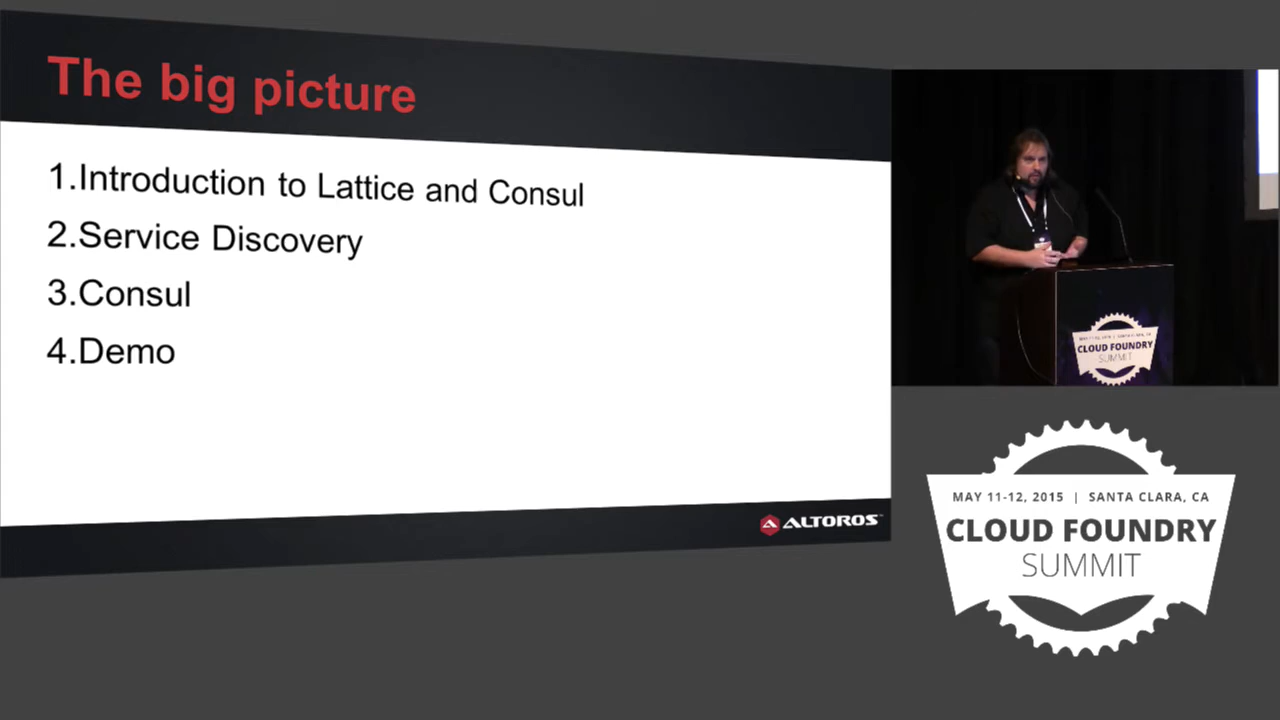 The big picture
1.Introduction to Lattice and Consul
2.Service Discovery
3.Consul
4.Demo
ALTOROS
CLOUD FOUNDRY
SUMMIT
MAY 11-12, 2015 | SANTA CLARA, CA
CLOUD FOUNDRY
SUMMIT